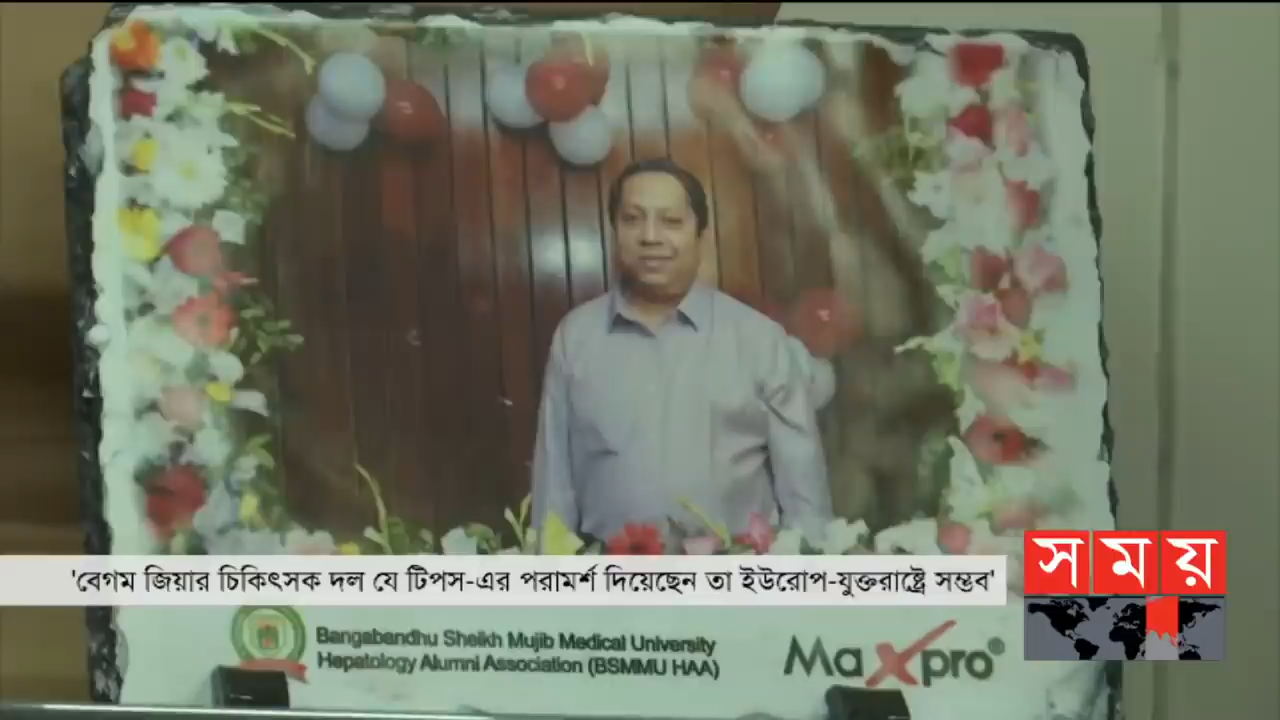 'বেগম জিয়ার চিকিৎসক দল যে টিপস-এর পরামর্শ দিয়েছেন তা ইউরোপ-যুক্তরাষ্ট্রে সম্ভব'
সময়
Bangabandhu Sheikh Mujib Medical University
Hepatology Alumni Association (BSMMU HAA)
Maxpro®